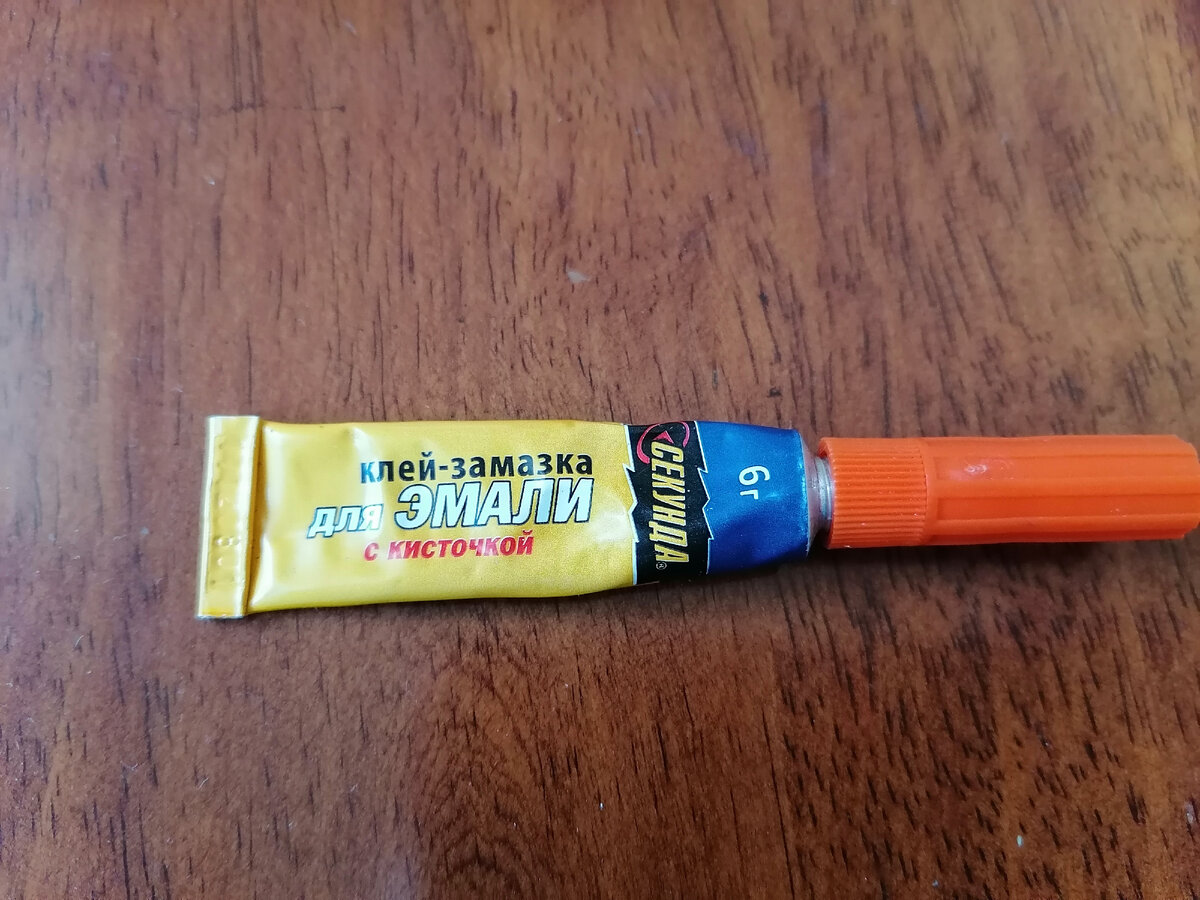 клей-замазка
для ЭМАЛИ
с кисточкой
СЕКУНДА®
6г